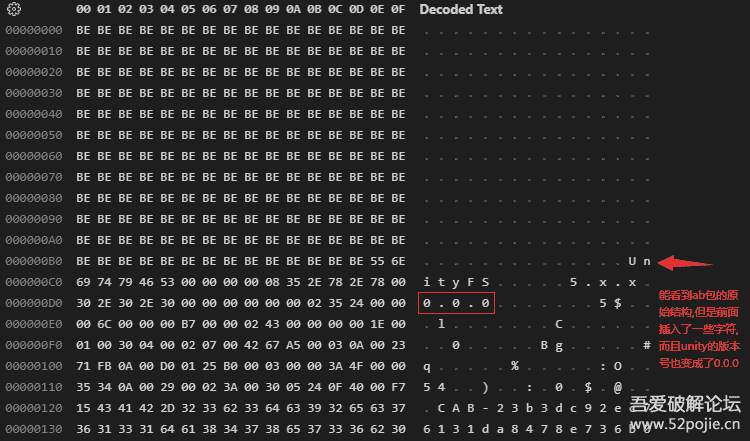 00 01 02 03 04 05 06 07 08 09 0A 0B 0C 0D 0E 0F Decoded Text
00000000 BE BE BE BE BE BE BE BE BE BE BE BE BE BE BE BE . . . . . . . . . . . . . . . .
00000010 BE BE BE BE BE BE BE BE BE BE BE BE BE BE BE BE . . . . . . . . . . . . . . . .
00000020 BE BE BE BE BE BE BE BE BE BE BE BE BE BE BE BE . . . . . . . . . . . . . . . .
00000030 BE BE BE BE BE BE BE BE BE BE BE BE BE BE BE BE . . . . . . . . . . . . . . . .
00000040 BE BE BE BE BE BE BE BE BE BE BE BE BE BE BE BE . . . . . . . . . . . . . . . .
00000050 BE BE BE BE BE BE BE BE BE BE BE BE BE BE BE BE . . . . . . . . . . . . . . . .
00000060 BE BE BE BE BE BE BE BE BE BE BE BE BE BE BE BE . . . . . . . . . . . . . . . .
00000070 BE BE BE BE BE BE BE BE BE BE BE BE BE BE BE BE . . . . . . . . . . . . . . . .
00000080 BE BE BE BE BE BE BE BE BE BE BE BE BE BE BE BE . . . . . . . . . . . . . . . .
00000090 BE BE BE BE BE BE BE BE BE BE BE BE BE BE BE BE . . . . . . . . . . . . . . . .
000000A0 BE BE BE BE BE BE BE BE BE BE BE BE BE BE BE BE . . . . . . . . . . . . . . . .
000000B0 BE BE BE BE BE BE BE BE BE BE BE BE BE BE 55 6E . . . . . . . . . . . . . . U n
000000C0 69 74 79 46 53 00 00 00 00 08 35 2E 78 2E 78 00 i t y F S . . . . . 5 . x . x .
000000D0 30 2E 30 2E 30 00 00 00 00 00 00 02 35 24 00 00 0 . 0 . 0 . . . . . . . 5 $ . .
000000E0 00 6C 00 00 00 B7 00 00 02 43 00 00 00 00 1E 00 . l . . . . . . . C . . . . . .
000000F0 01 00 30 04 00 02 07 00 42 67 A5 00 03 0A 00 23 . . 0 . . . . . B g . . . . . #
00000100 71 FB 0A 00 D0 01 25 B0 00 03 00 00 3A 4F 00 00 q . . . . . % . . . . . : O . .
00000110 35 34 0A 00 29 00 02 3A 00 30 05 24 0F 40 00 F7 5 4 . . ) . . : . 0 . $ . @ . .
00000120 15 43 41 42 2D 32 33 62 33 64 63 39 32 65 63 37 . C A B - 2 3 b 3 d c 9 2 e
00000130 36 31 33 31 64 61 38 34 37 38 65 37 33 36 62 30 6 1 3 1 d a 8 4 7 8 e 7 3 6 b 0
能看到ab包的原
始结构,但是前面
插入了一些字符,
而且unity的版本
号也变成了0.0.0
吾爱破解论坛
www.52pojie.cn